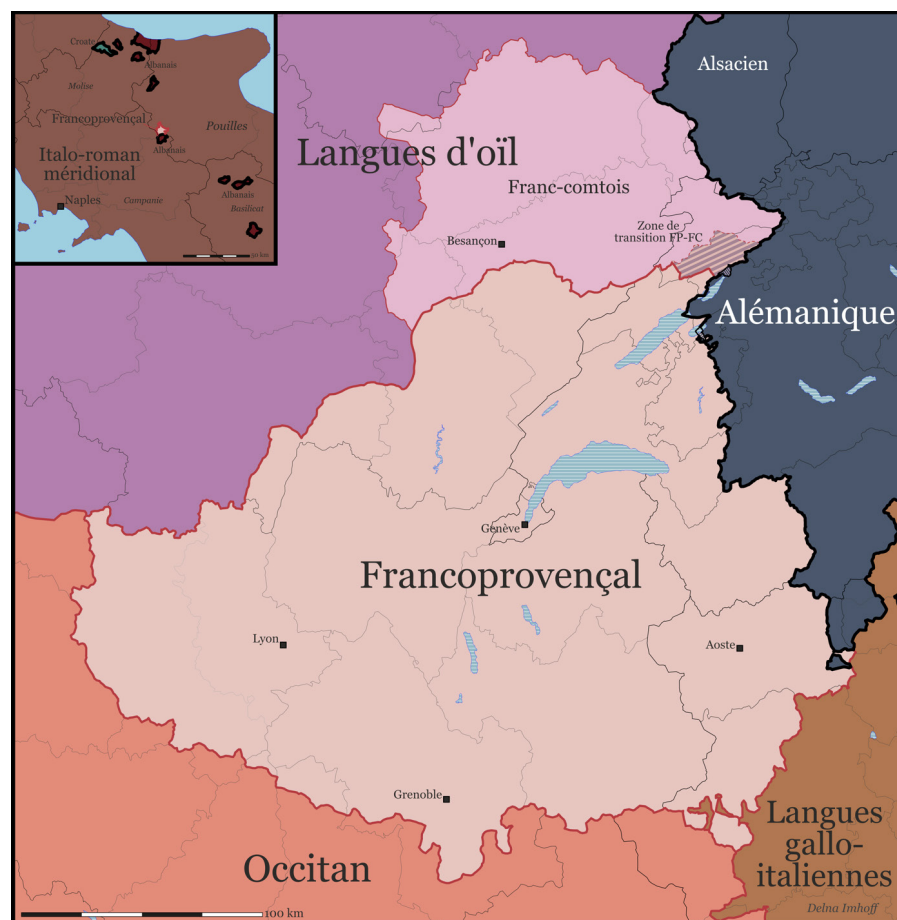 Croate
Albanais
Molise
Francoprovençal
Pouilles
Albanais
Italo-roman
méridional
Albanais
Naples
Campanie
Basilicat
50 km
Alsacien
Langues d'oïl
Franc-comtois
Zone de
transition FP-FC
Besançon
Alémanique
Genève
Francoprovençal
Lyon
Aoste
Grenoble
Langues
gallo-
italiennes
Occitan
100 km
Delna Imhoff